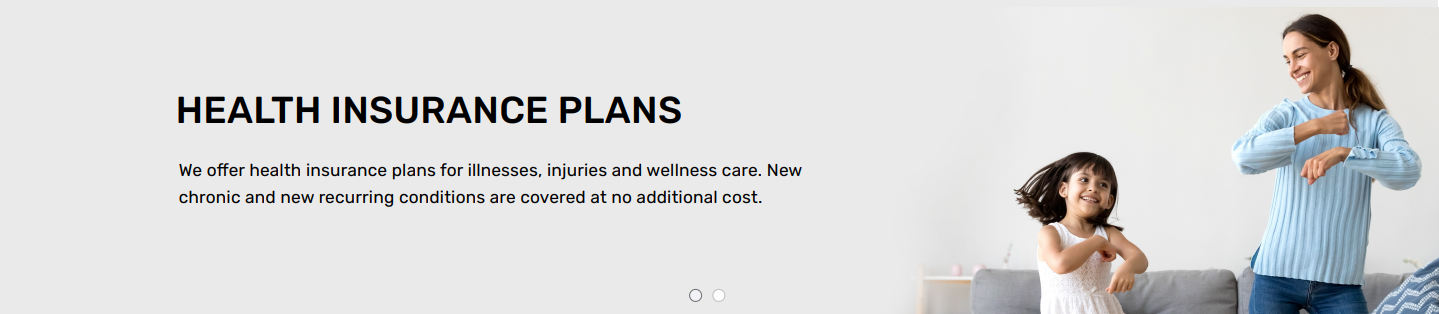 HEALTH INSURANCE PLANS
We offer health insurance plans for illnesses, injuries and wellness care. New
chronic and new recurring conditions are covered at no additional cost.